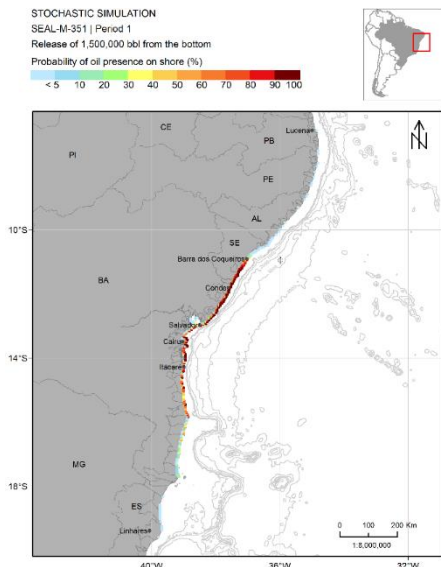 STOCHASTIC SIMULATION
SEAL-M-351 | Period 1
Release of 1,500,000 bbl from the bottom
Probability of oil presence on shore (%)
< 5 10 20 30 40 50 60 70 80 90 100
N
Lucena
CE
PB
PI
PE
AL
10°S
SE
Barra dos Coqueiros
Conde
BA
Salvador
Cairu
14°S
Itacaré
MG
18°S
ES
Linhares
0 100 200 Km
1:8,000,000
40°W 36°W 32°W